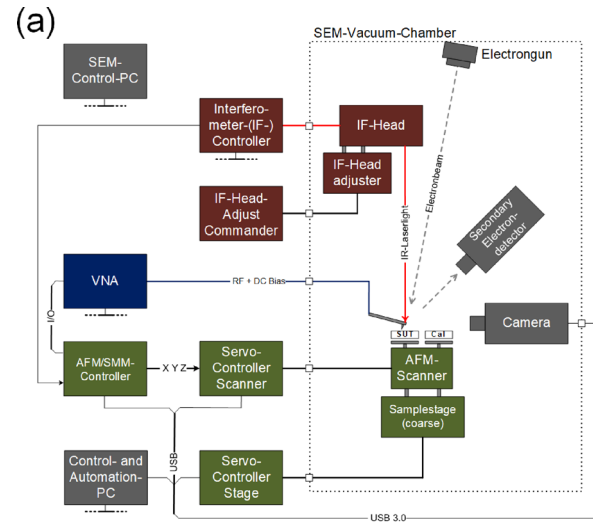 (a)
SEM-Vacuum-Chamber
SEM-
Control-PC
Electrongun
Interfero-
meter-(IF-)
Controller
IF-Head
IF-Head
adjuster
IF-Head-
Adjust
Commander
IR-Laserlight
Electronbeam
Secondary
Electron-
detector
VNA
RF + DC Bias
I/O
SUT
Cal
Camera
AFM/SMM-
Controller
X Y Z
Servo-
Controller
Scanner
AFM-
Scanner
Samplestage
(coarse)
USB
Control- and
Automation-
PC
Servo-
Controller
Stage
USB 3.0